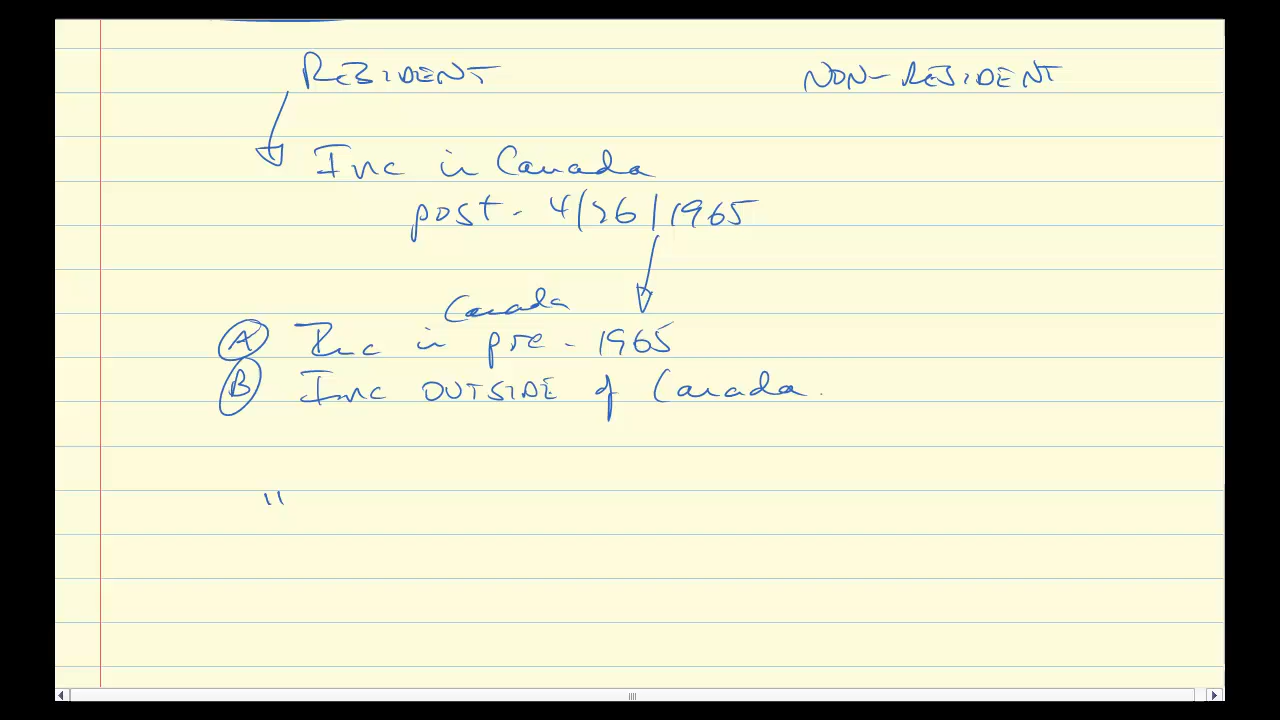 RESIDENT NON-RESIDENT
Inc in Canada
post - 4/26/1965
Canada
A Inc in pre - 1965
B Inc OUTSIDE of Canada.
"